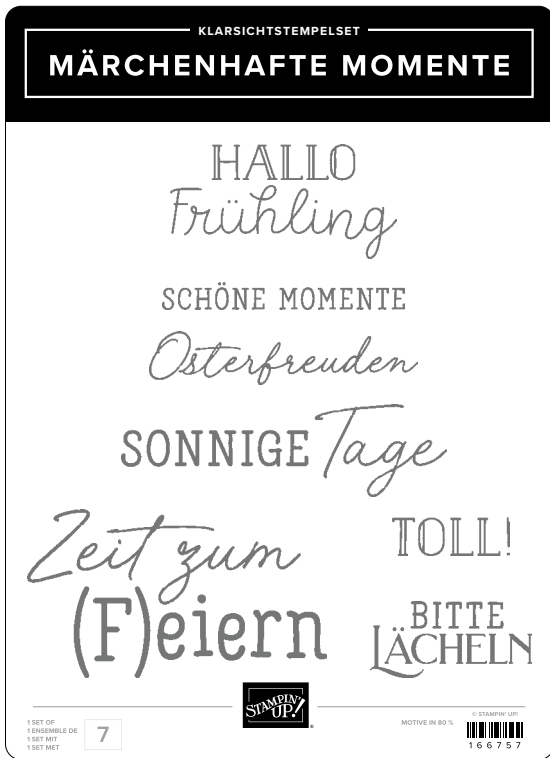 KLARSICHTSTEMPELSET
MÄRCHENHAFTE MOMENTE
HALLO
Frühling
SCHÖNE MOMENTE
Osterfreuden
SONNIGE Tage
Zeit zum
(F)eiern
TOLL!
BITTE
LÄCHELN
1 SET OF
1 ENSEMBLE DE
1 SET MIT
1 SET MET
7
STAMPIN' UP!®
MOTIVE IN 80 %
© STAMPIN' UP!
166757